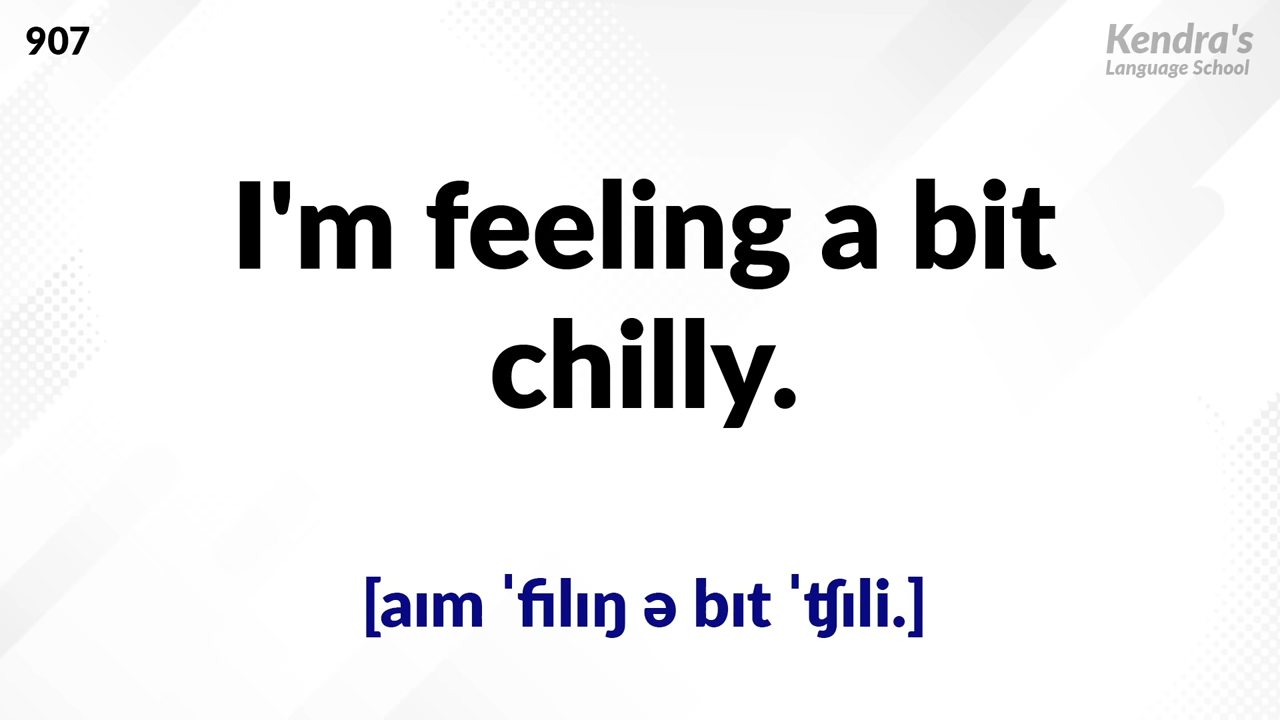 907
Kendra's
Language School
I'm feeling a bit
chilly.
[aɪm ˈfilɪŋ ə bɪt ˈʧɪli.]